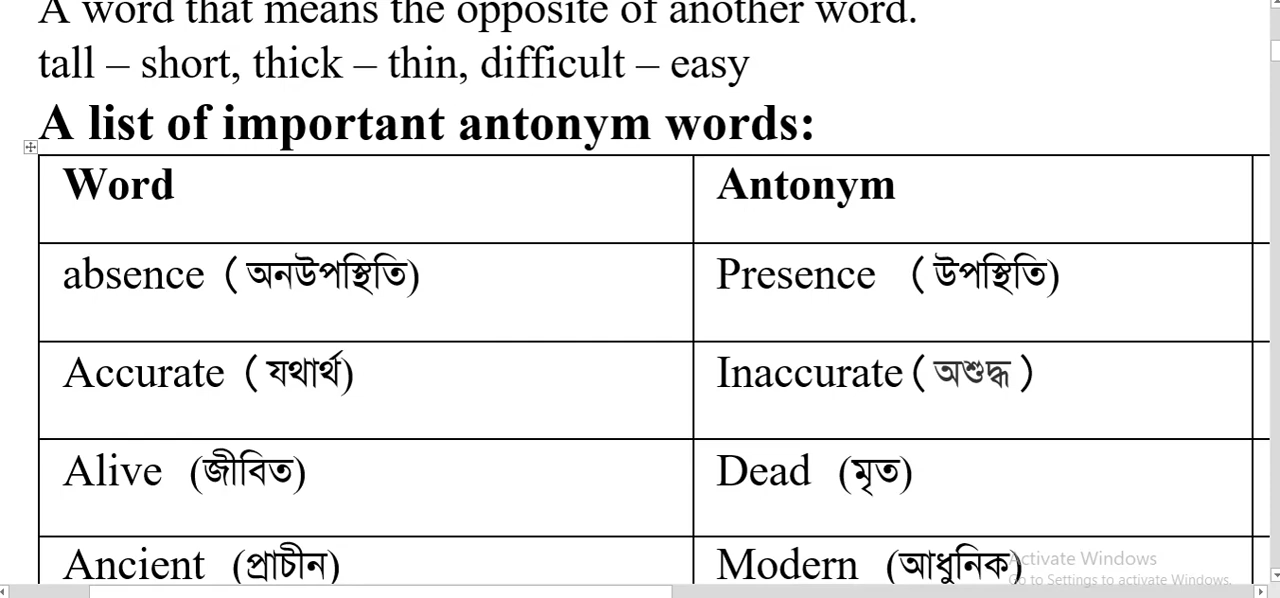 A word that means the opposite of another word.
tall – short, thick – thin, difficult – easy
A list of important antonym words:
Word Antonym
absence ( অনউপস্থিতি) Presence ( উপস্থিতি)
Accurate ( যথার্থ) Inaccurate ( অশুদ্ধ )
Alive (জীবিত) Dead (মৃত)
Ancient (প্রাচীন) Modern (আধুনিক)
Activate Windows
Go to Settings to activate Windows.